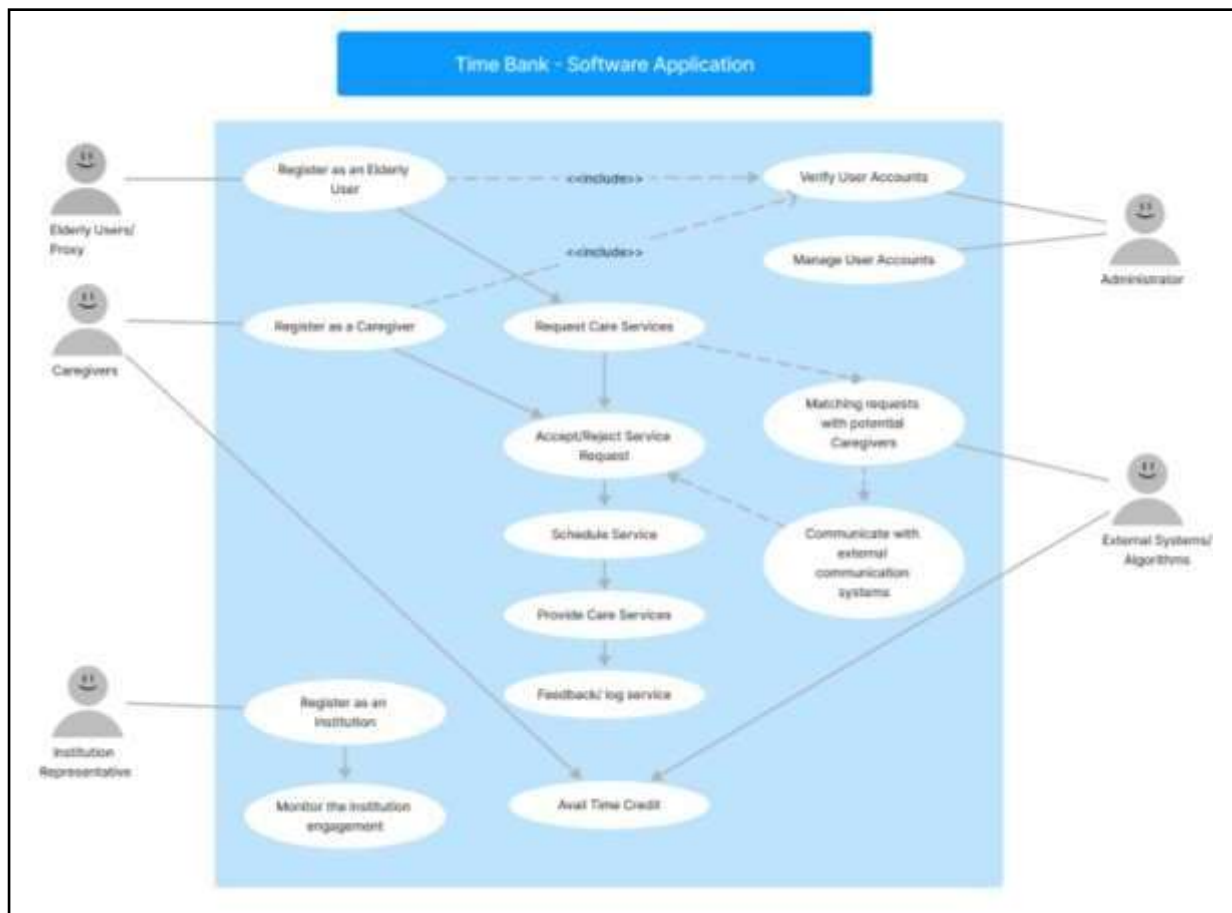 Time Bank - Software Application
Register as an Elderly
User
<<include>>
Verify User Accounts
Elderly Users/
Proxy
<<include>>
Manage User Accounts
Administrator
Register as a Caregiver
Request Care Services
Caregivers
Matching requests
with potential
Caregivers
Accept/Reject Service
Request
Schedule Service
Communicate with
external
communication
systems
External Systems/
Algorithms
Provide Care Services
Feedback/ log service
Register as an
Institution
Institution
Representative
Monitor the Institution
engagement
Avail Time Credit